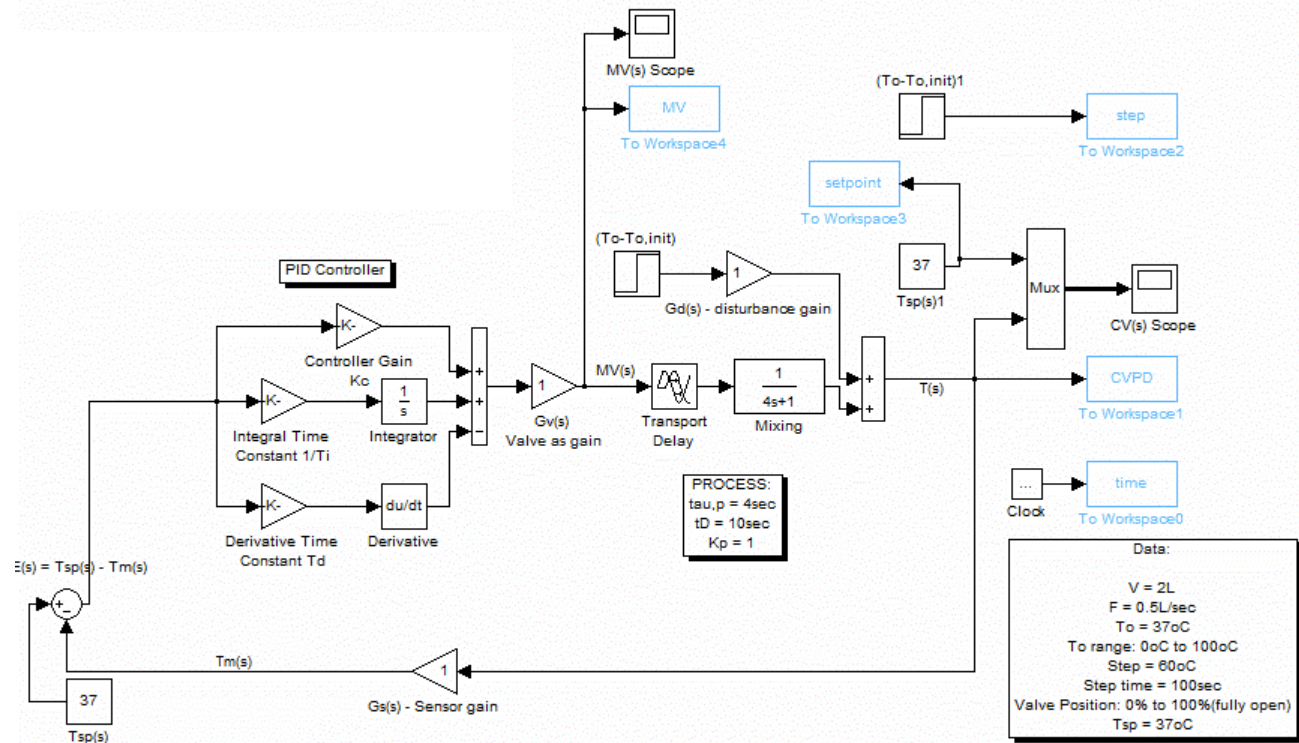 MV(s) Scope
MV
To Workspace4
(To-To,init)1
step
To Workspace2
setpoint
To Workspace3
(To-To,init)
1
Gd(s) - disturbance gain
37
Tsp(s)1
Mux
CV(s) Scope
PID Controller
K-
Controller Gain
Kc
K-
Integral Time
Constant 1/Ti
1
s
Integrator
K-
Derivative Time
Constant Td
du/dt
Derivative
+
+
−
1
Gv(s)
Valve as gain
MV(s)
Transport
Delay
1
4s+1
Mixing
+
+
T(s)
CVPD
To Workspace1
PROCESS:
tau,p = 4sec
tD = 10sec
Kp = 1
...
Clock
time
To Workspace0
E(s) = Tsp(s) - Tm(s)
+
−
Tm(s)
1
Gs(s) - Sensor gain
37
Tsp(s)
Data:
V = 2L
F = 0.5L/sec
To = 37oC
To range: 0oC to 100oC
Step = 60oC
Step time = 100sec
Valve Position: 0% to 100%(fully open)
Tsp = 37oC